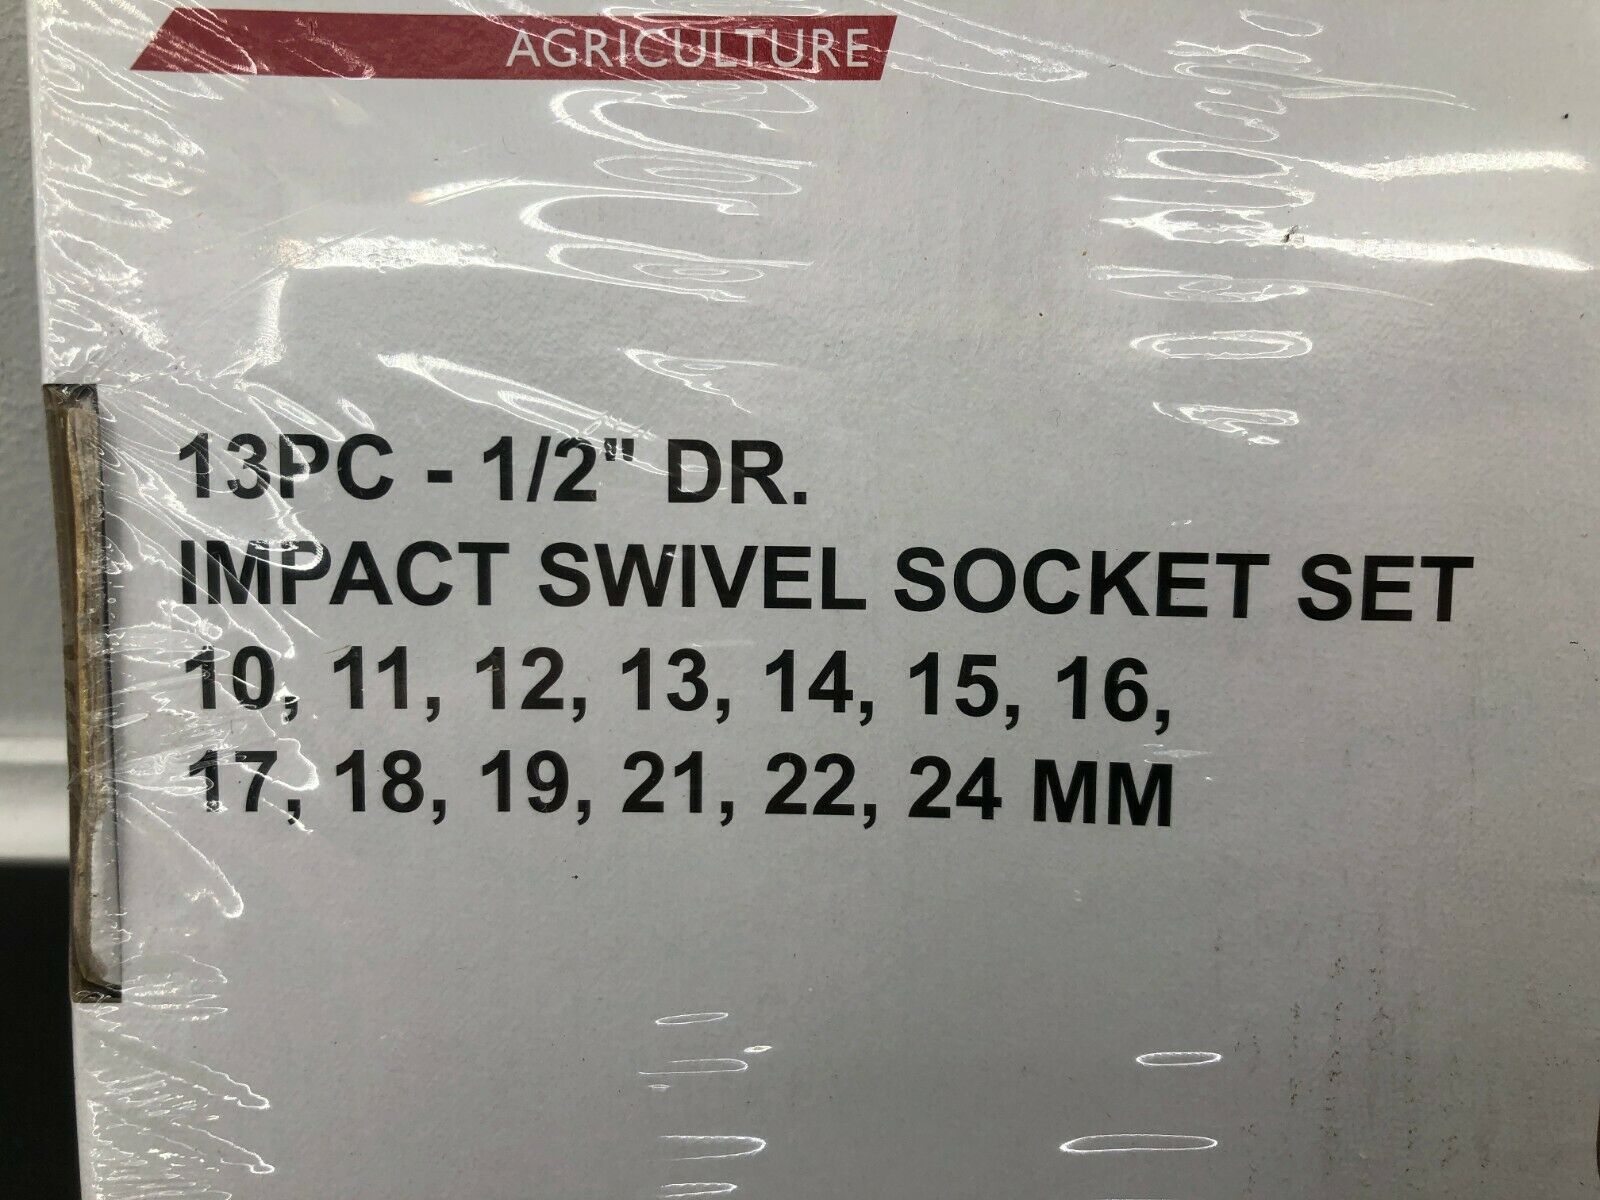 AGRICULTURE
13PC - 1/2" DR.
IMPACT SWIVEL SOCKET SET
10, 11, 12, 13, 14, 15, 16,
17, 18, 19, 21, 22, 24 MM